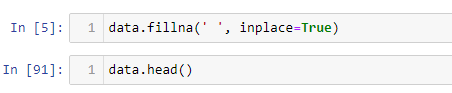 In [5]: 1 data.fillna(' ', inplace=True)
In [91]: 1 data.head()